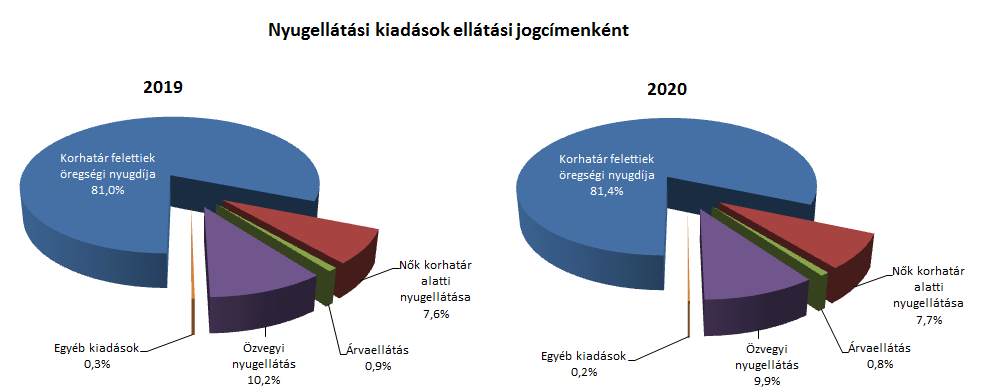 Nyugellátási kiadások ellátási jogcímenként
2019
Korhatár felettiek
öregségi nyugdíja
81,0%
Nők korhatár
alatti
nyugellátása
7,6%
Árvaellátás
0,9%
Özvegyi
nyugellátás
10,2%
Egyéb kiadások
0,3%
2020
Korhatár felettiek
öregségi nyugdíja
81,4%
Nők korhatár
alatti
nyugellátása
7,7%
Árvaellátás
0,8%
Özvegyi
nyugellátás
9,9%
Egyéb kiadások
0,2%